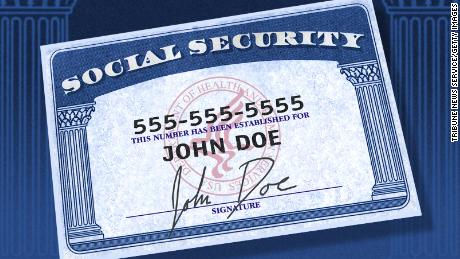 SOCIAL SECURITY
555-555-5555
THIS NUMBER HAS BEEN ESTABLISHED FOR
JOHN DOE
John Doe
SIGNATURE
TRIBUNE NEWS SERVICE/GETTY IMAGES